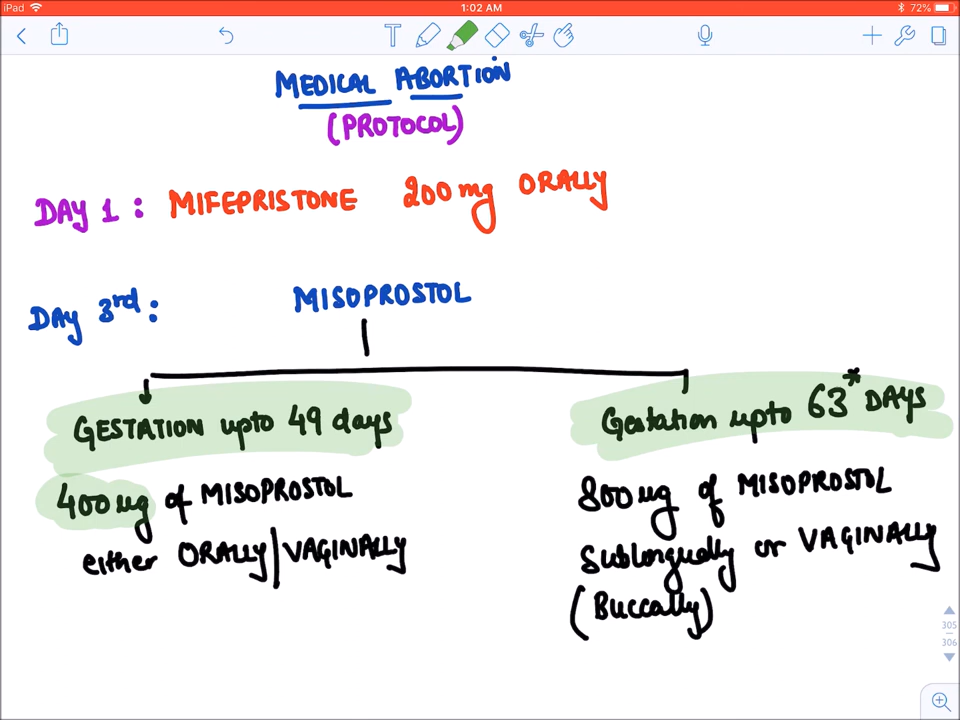 iPad 1:02 AM 72%
T
MEDICAL ABORTION
(PROTOCOL)
DAY 1 : MIFEPRISTONE 200 mg ORALLY
DAY 3rd : MISOPROSTOL
GESTATION upto 49 days
400 ug of MISOPROSTOL
either ORALLY | VAGINALLY
Gestation upto 63* DAYS
800 ug of MISOPROSTOL
Sublongually or VAGINALLY
(Buccally)
305
306